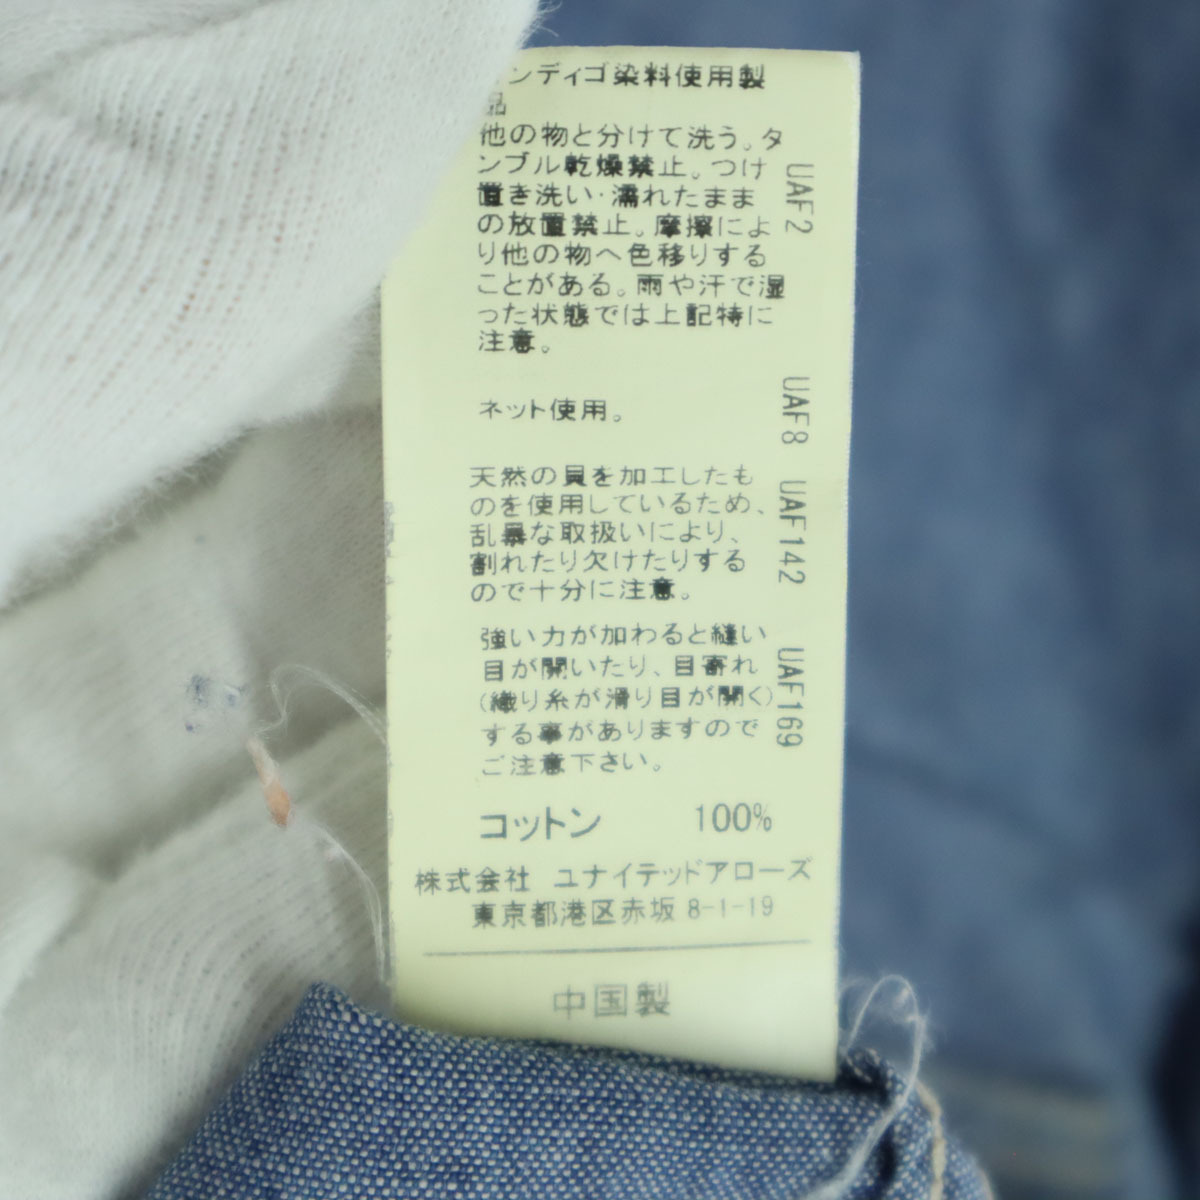 ンディゴ染料使用製
品
他の物と分けて洗う。タ
ンブル乾燥禁止。つけ
置き洗い・濡れたまま
の放置禁止。摩擦によ
り他の物へ色移りする
ことがある。雨や汗で湿
った状態では上記特に
注意。
UAF2
ネット使用。
UAF8
天然の貝を加工したも
のを使用しているため、
乱暴な取扱いにより、
割れたり欠けたりする
ので十分に注意。
UAF142
強い力が加わると縫い
目が開いたり、目寄れ
(織り糸が滑り目が開く)
する事がありますので
ご注意下さい。
UAF169
コットン 100%
株式会社 ユナイテッドアローズ
東京都港区赤坂 8-1-19
中国製